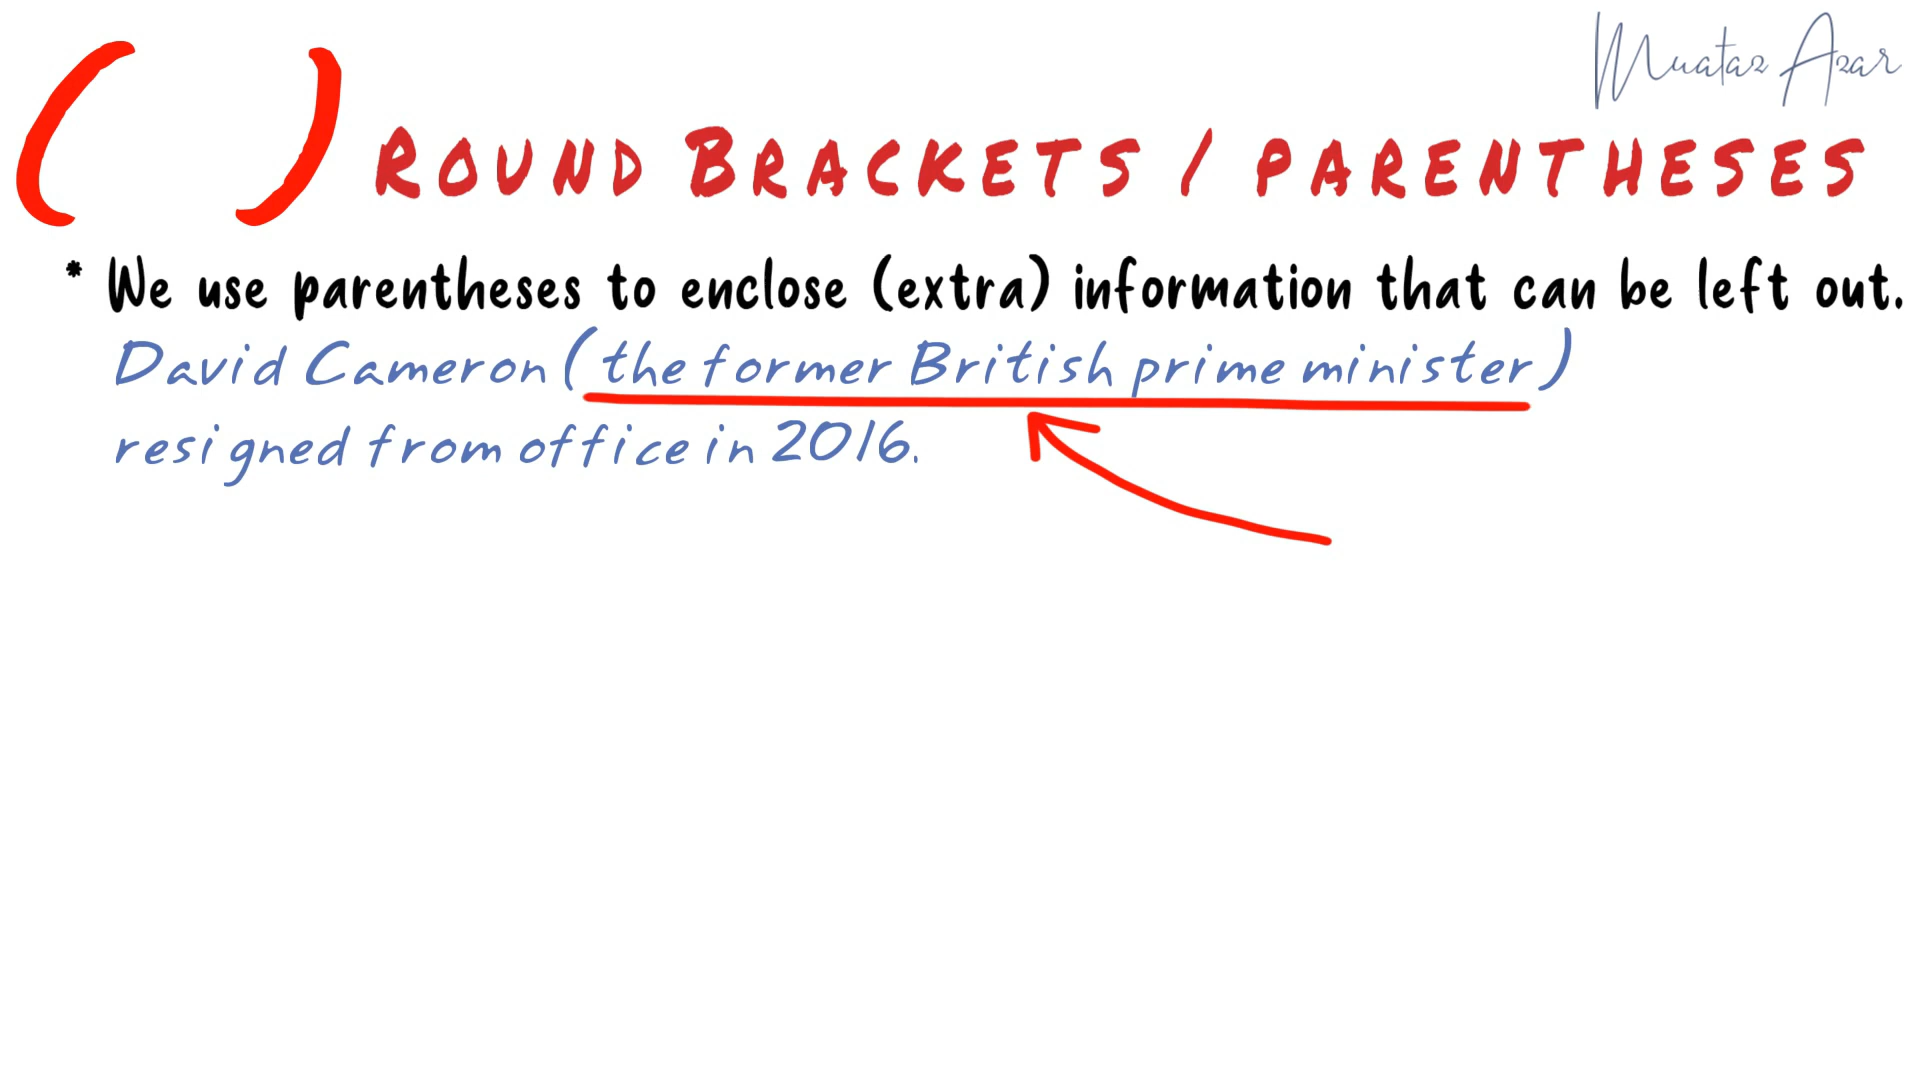 Muataz Azar
( ) ROUND BRACKETS / PARENTHESES
* We use parentheses to enclose (extra) information that can be left out.
David Cameron (the former British prime minister)
resigned from office in 2016.